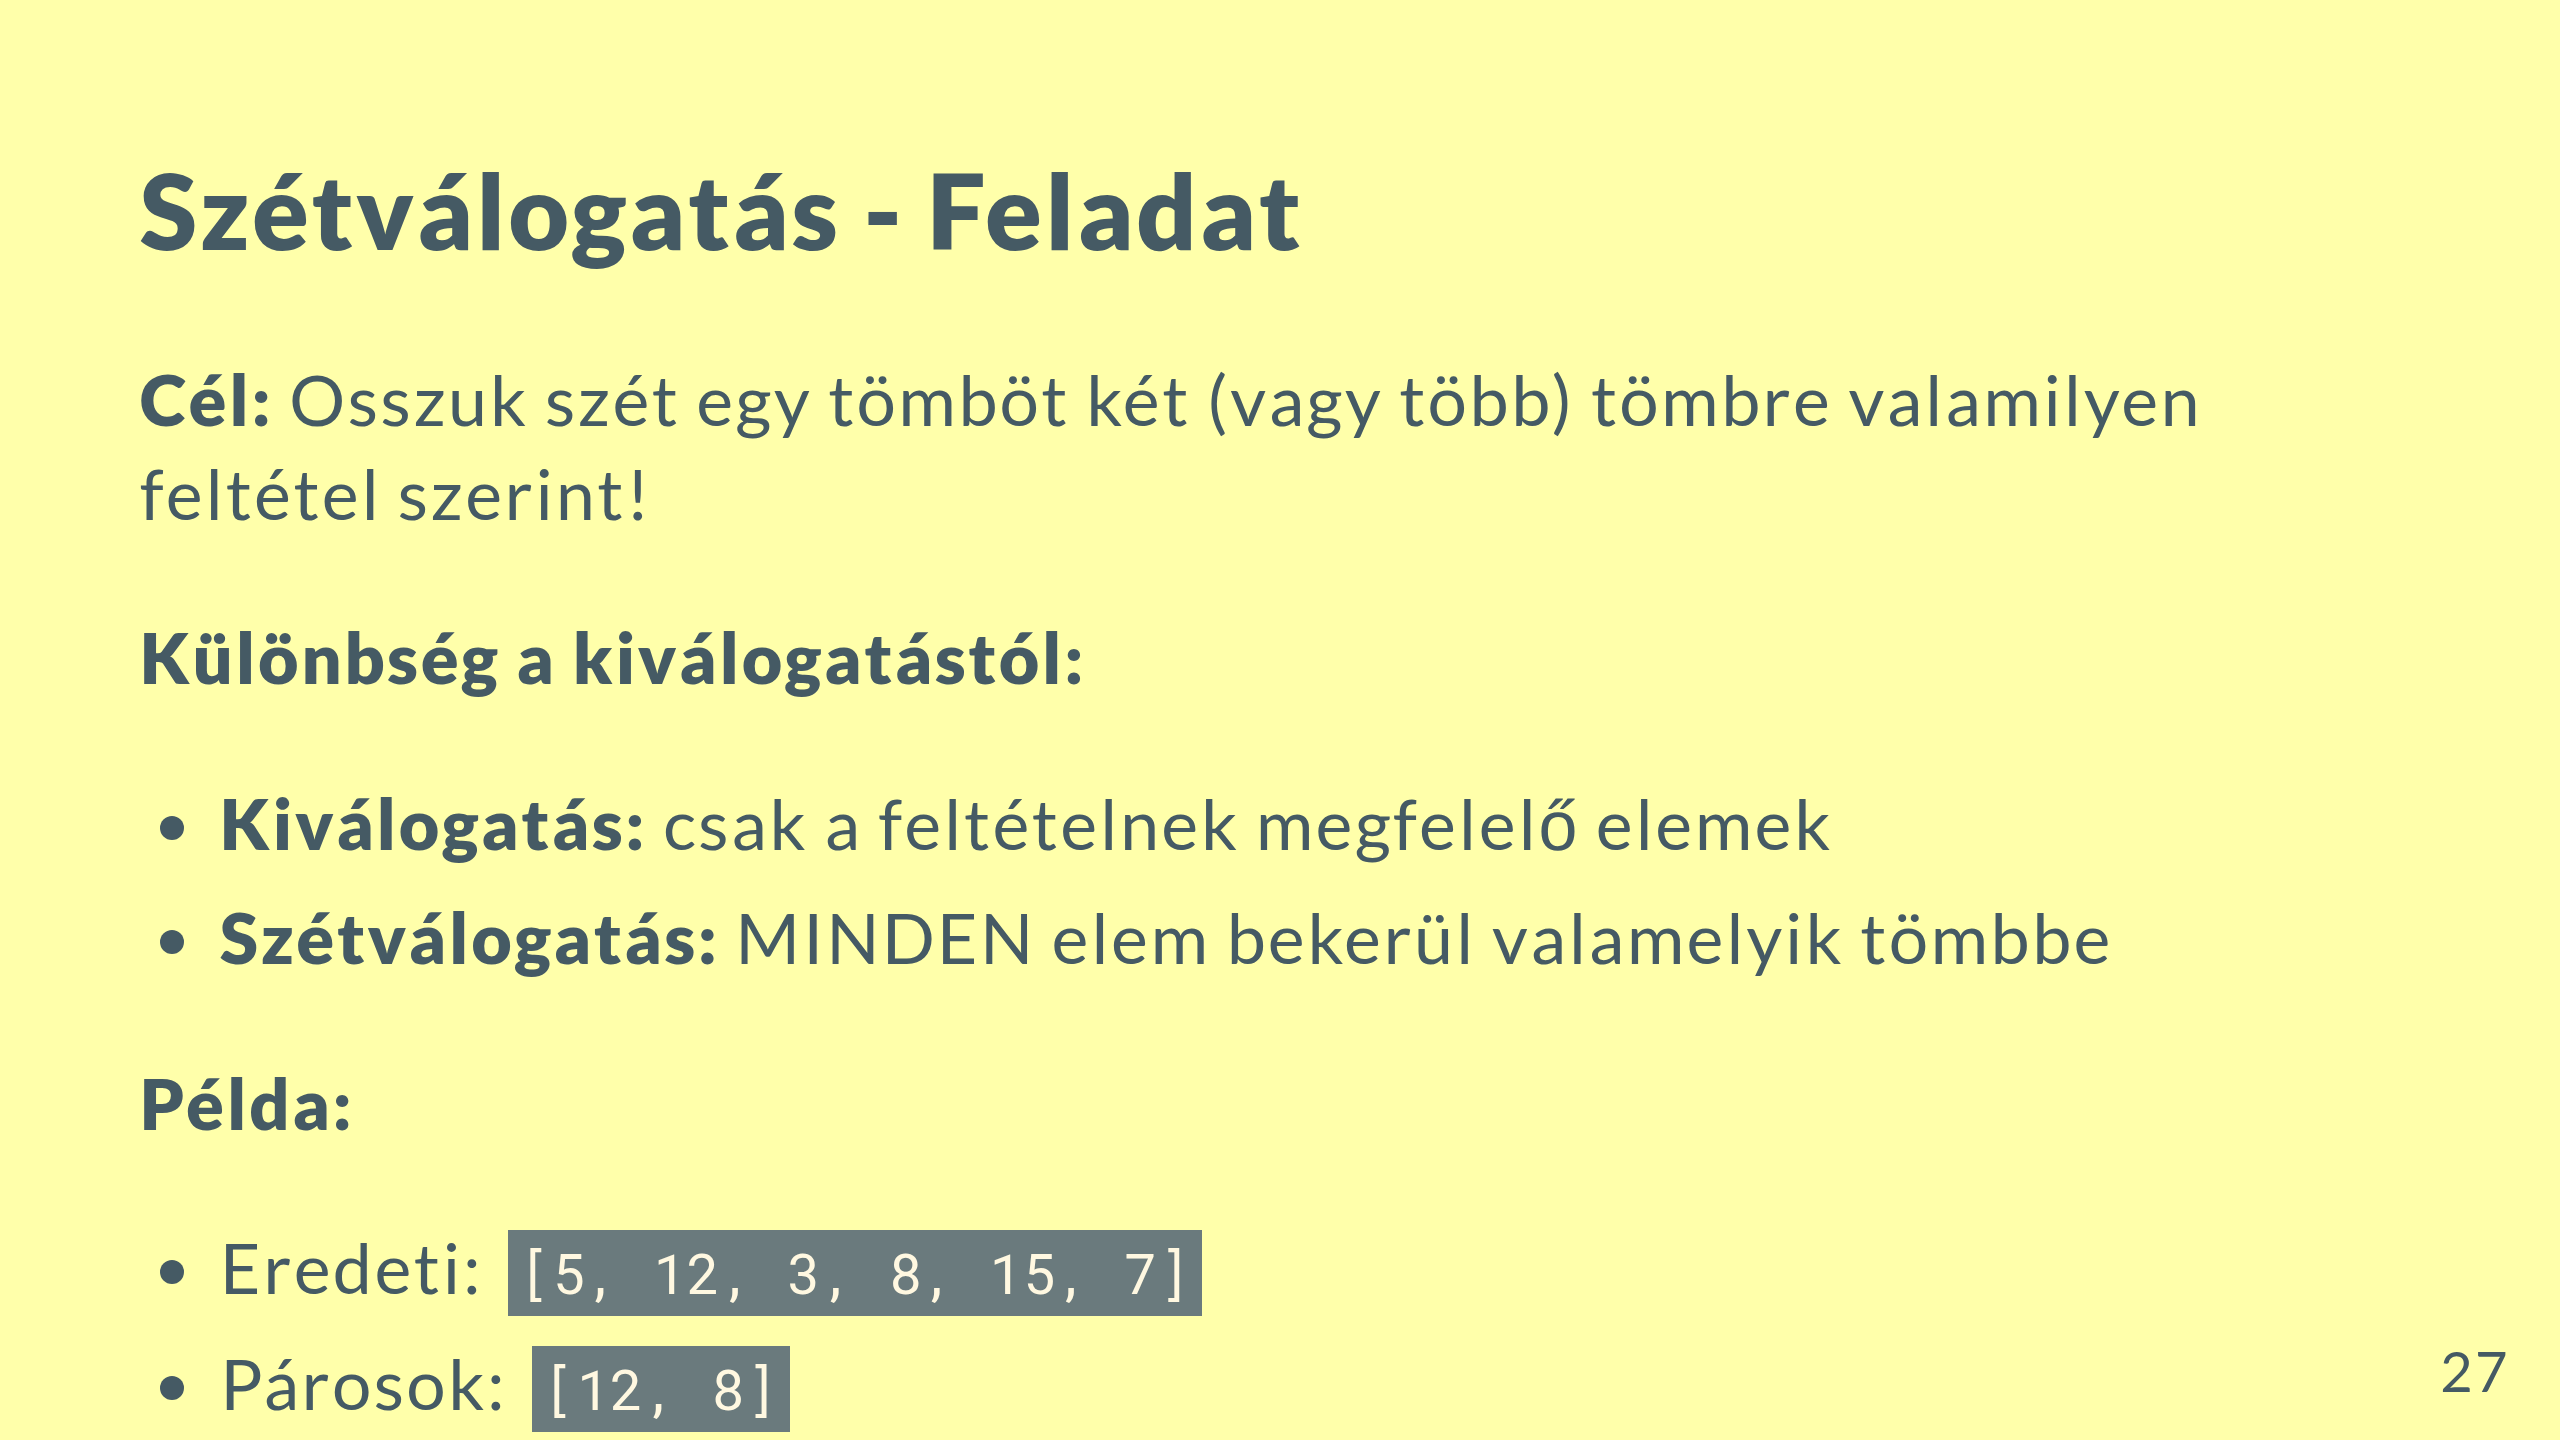 Szétválogatás - Feladat
Cél: Osszuk szét egy tömböt két (vagy több) tömbre valamilyen
feltétel szerint!
Különbség a kiválogatástól:
• Kiválogatás: csak a feltételnek megfelelő elemek
• Szétválogatás: MINDEN elem bekerül valamelyik tömbbe
Példa:
• Eredeti: [5, 12, 3, 8, 15, 7]
• Párosok: [12, 8]
27